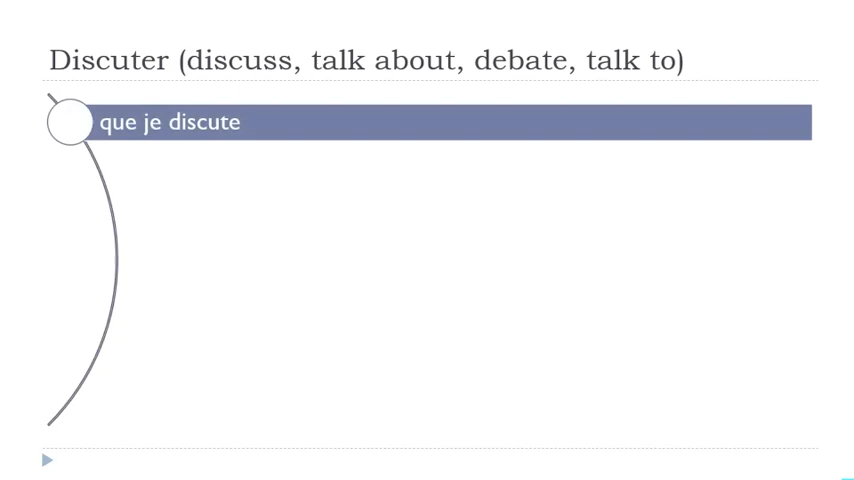 Discuter (discuss, talk about, debate, talk to)
que je discute